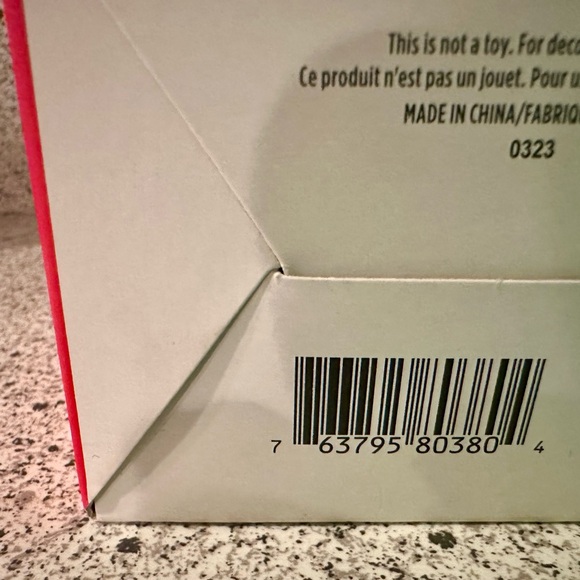 This is not a toy. For deco
Ce produit n'est pas un jouet. Pour u
MADE IN CHINA/FABRIQ
0323
7 63795 80380 4